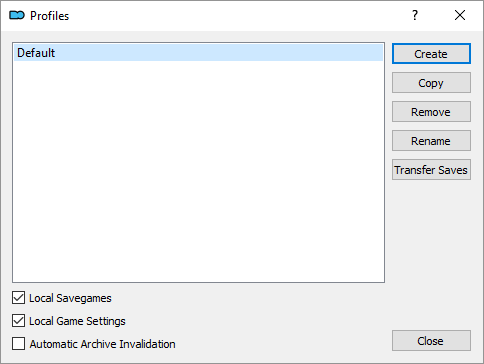 Profiles
?
Default
Create
Copy
Remove
Rename
Transfer Saves
Local Savegames
Local Game Settings
Automatic Archive Invalidation
Close